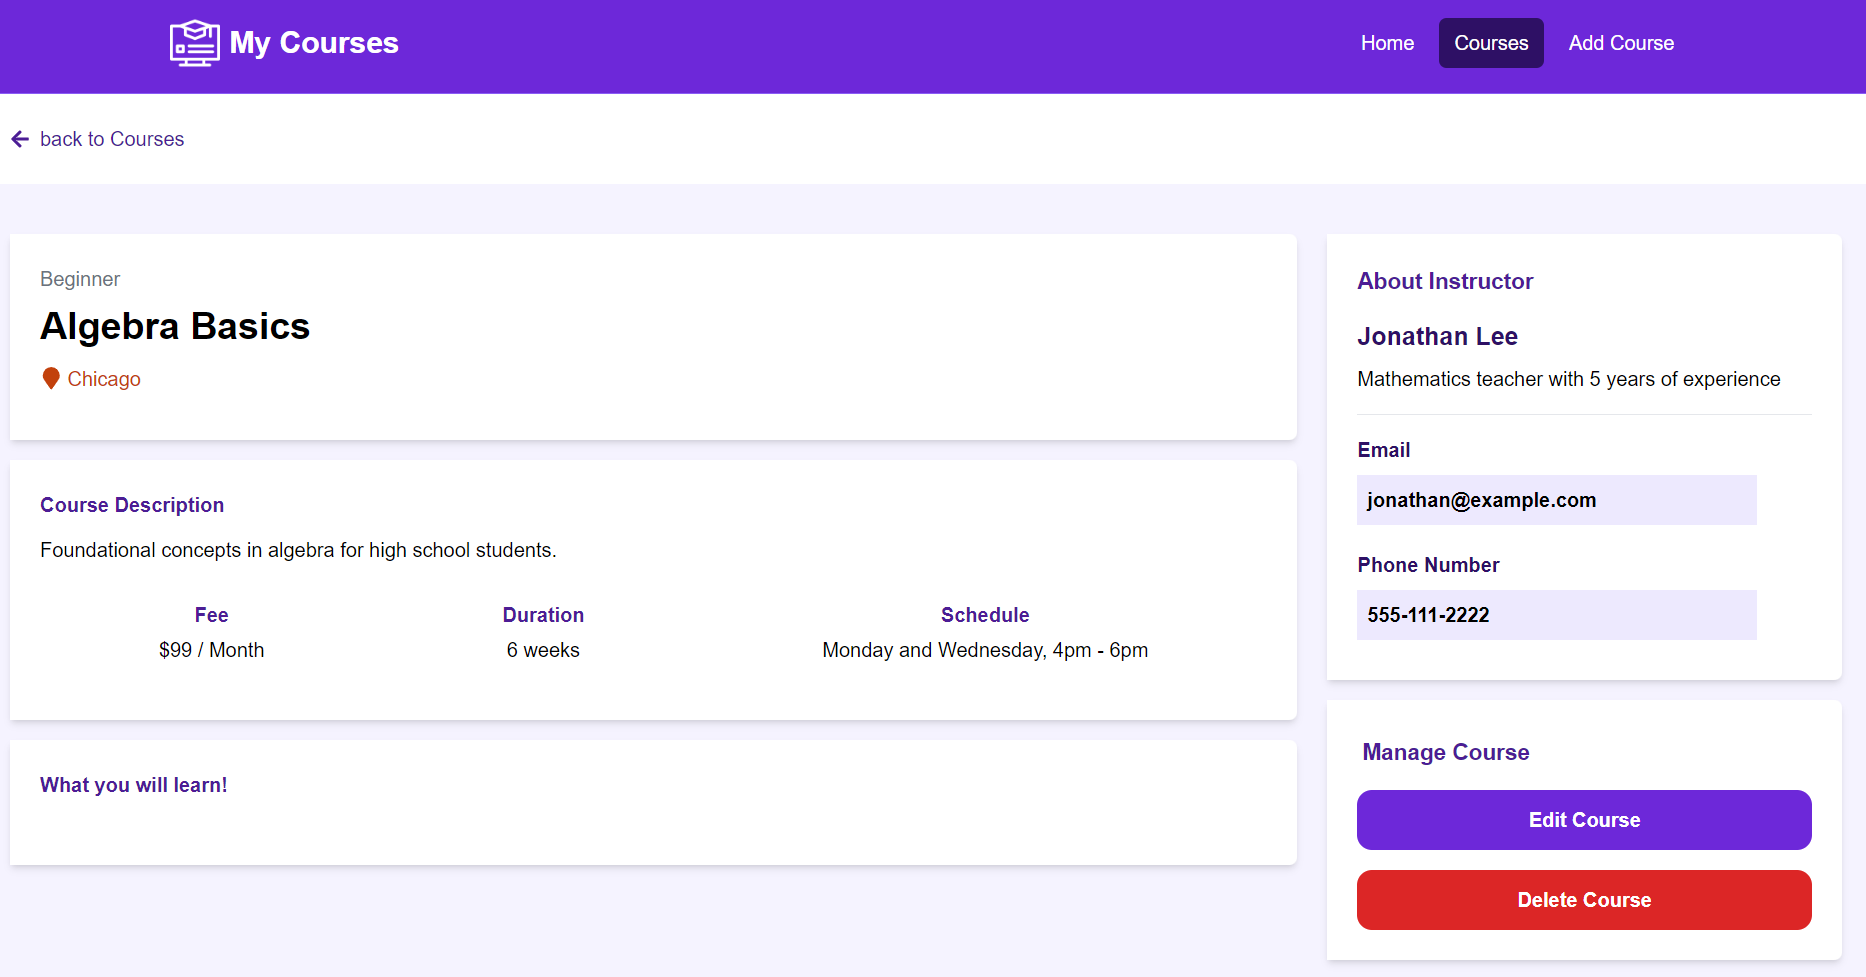 My Courses
Home
Courses
Add Course
back to Courses
Beginner
Algebra Basics
Chicago
Course Description
Foundational concepts in algebra for high school students.
Fee
$99 / Month
Duration
6 weeks
Schedule
Monday and Wednesday, 4pm - 6pm
What you will learn!
About Instructor
Jonathan Lee
Mathematics teacher with 5 years of experience
Email
jonathan@example.com
Phone Number
555-111-2222
Manage Course
Edit Course
Delete Course